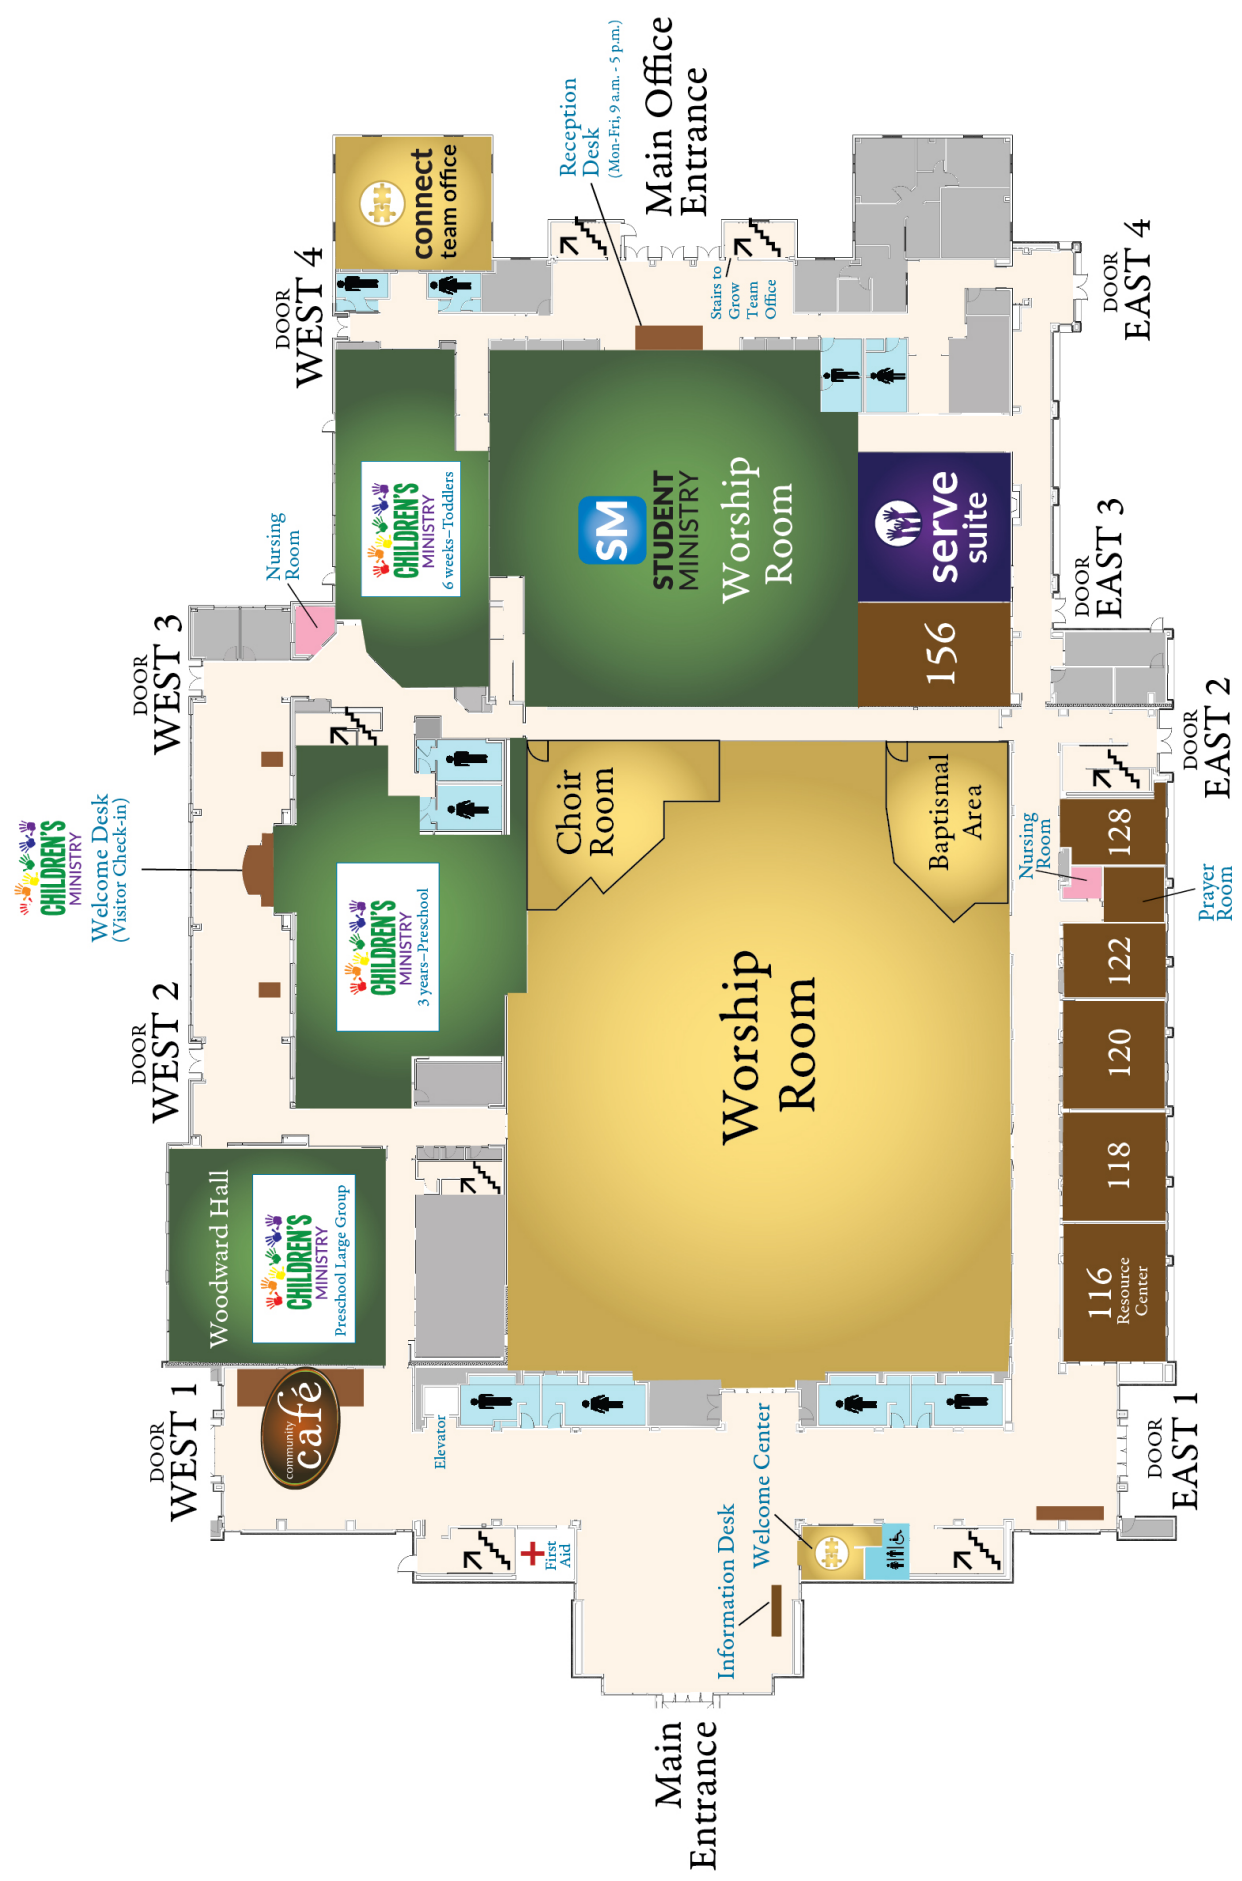 Main Office
Entrance
Reception
Desk
(Mon-Fri, 9 a.m. - 5 p.m.)
connect
team office
DOOR
WEST 4
Stairs to
Grow
Team
Office
DOOR
EAST 4
CHILDREN'S
MINISTRY
6 weeks–Toddlers
SM
STUDENT
MINISTRY
Worship
Room
serve
suite
156
Nursing
Room
DOOR
EAST 3
DOOR
WEST 3
DOOR
EAST 2
CHILDREN'S
MINISTRY
Welcome Desk
(Visitor Check-in)
Choir
Room
Baptismal
Area
Nursing
Room
128
Prayer
Room
CHILDREN'S
MINISTRY
3 years–Preschool
122
Worship
Room
120
DOOR
WEST 2
118
Woodward Hall
CHILDREN'S
MINISTRY
Preschool Large Group
116
Resource
Center
DOOR
WEST 1
community
café
Elevator
DOOR
EAST 1
First
Aid
Welcome Center
Information Desk
Main
Entrance